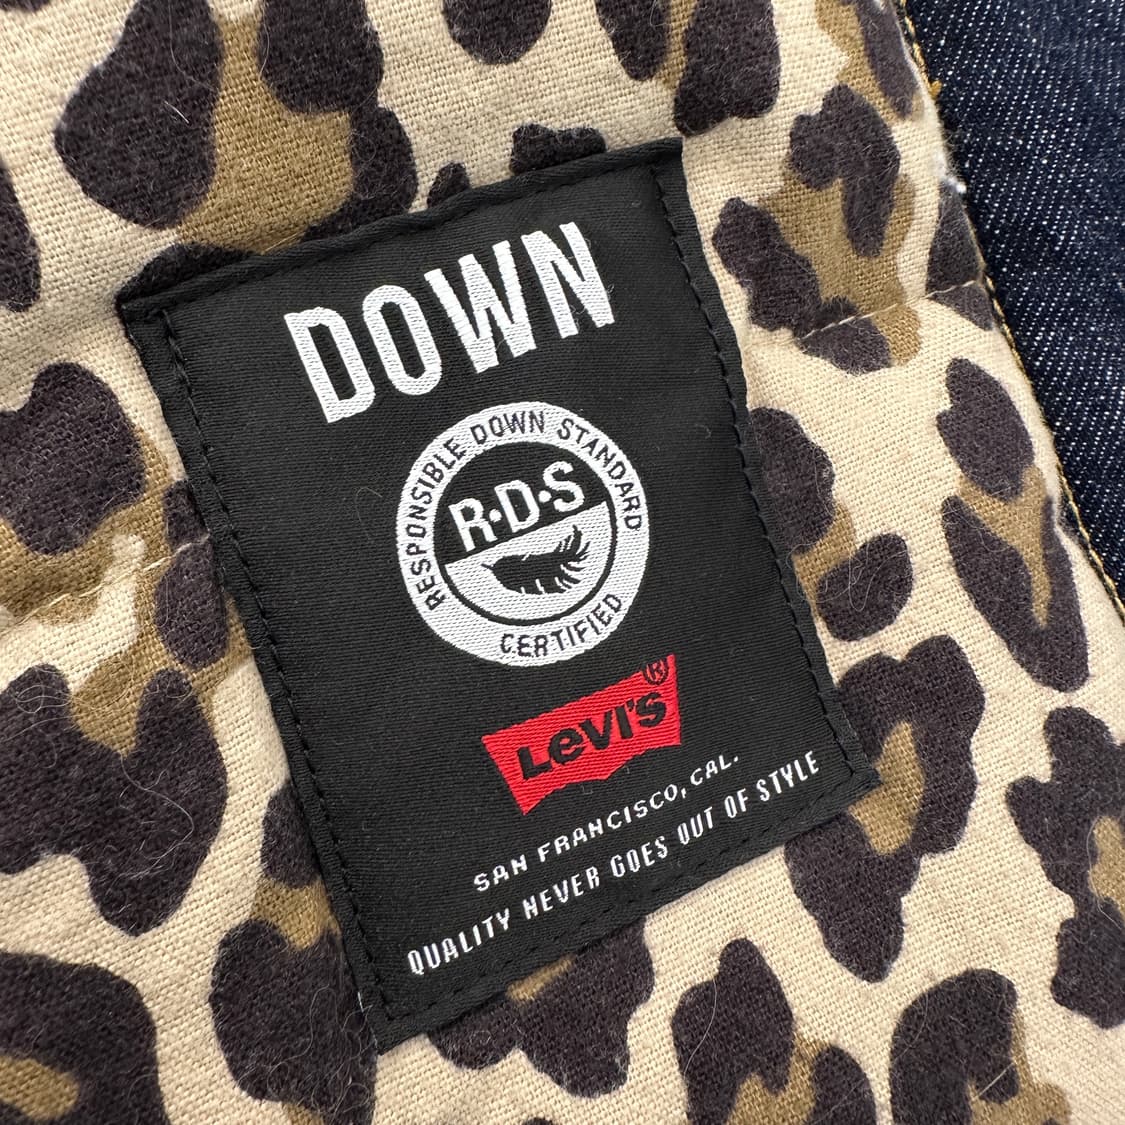 DOWN
RESPONSIBLE DOWN STANDARD
R·D·S
CERTIFIED
Levi's®
SAN FRANCISCO, CAL.
QUALITY NEVER GOES OUT OF STYLE